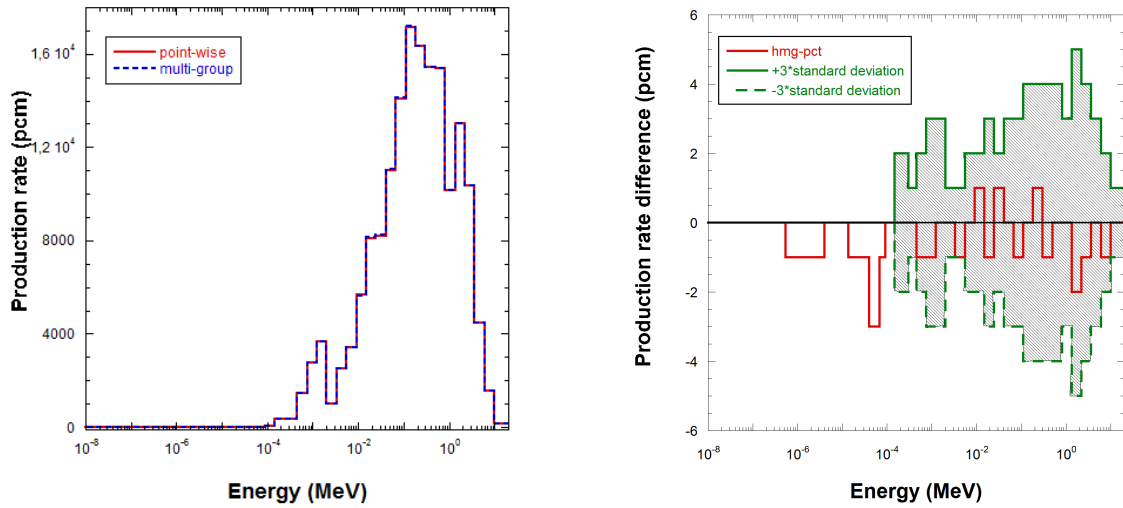 point-wise
multi-group
Production rate (pcm)
1,6 10⁴
1,2 10⁴
8000
4000
0
10⁻⁸
10⁻⁶
10⁻⁴
10⁻²
10⁰
Energy (MeV)
hmg-pct
+3*standard deviation
-3*standard deviation
Production rate difference (pcm)
6
4
2
0
-2
-4
-6
10⁻⁸
10⁻⁶
10⁻⁴
10⁻²
10⁰
Energy (MeV)